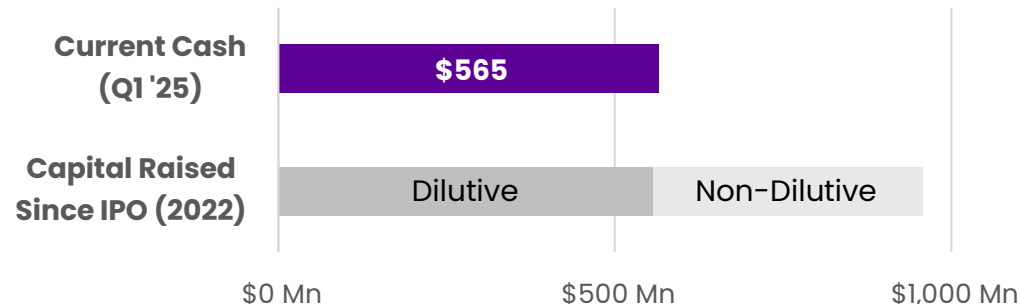 Current Cash
(Q1 '25)
$565
Capital Raised
Since IPO (2022)
Dilutive
Non-Dilutive
$0 Mn
$500 Mn
$1,000 Mn